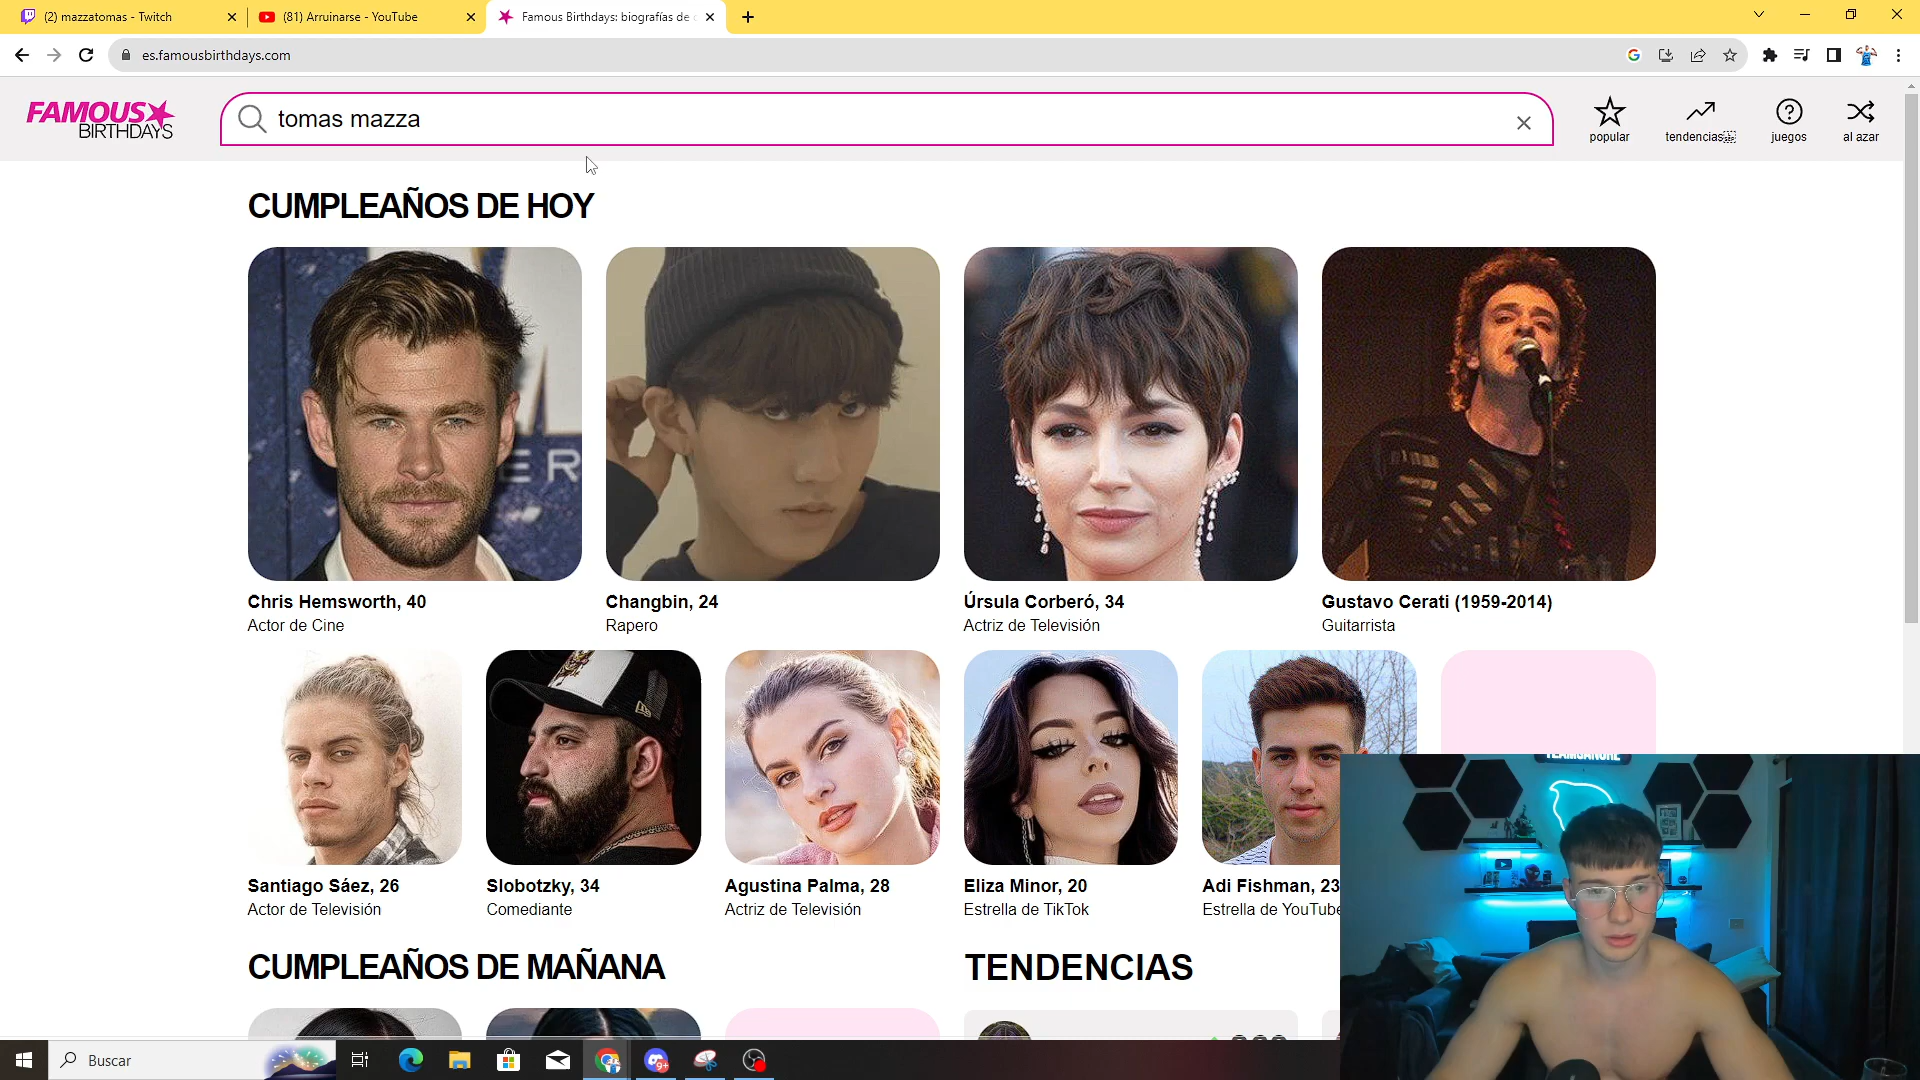 (2) mazzatomas - Twitch
(81) Arruinarse - YouTube
Famous Birthdays: biografías de
es.famousbirthdays.com
FAMOUS
BIRTHDAYS
tomas mazza
popular
tendencias
juegos
al azar
CUMPLEAÑOS DE HOY
Chris Hemsworth, 40
Actor de Cine
Changbin, 24
Rapero
Úrsula Corberó, 34
Actriz de Televisión
Gustavo Cerati (1959-2014)
Guitarrista
Santiago Sáez, 26
Actor de Televisión
Slobotzky, 34
Comediante
Agustina Palma, 28
Actriz de Televisión
Eliza Minor, 20
Estrella de TikTok
Adi Fishman, 23
Estrella de YouTube
CUMPLEAÑOS DE MAÑANA
TENDENCIAS
Buscar
9+